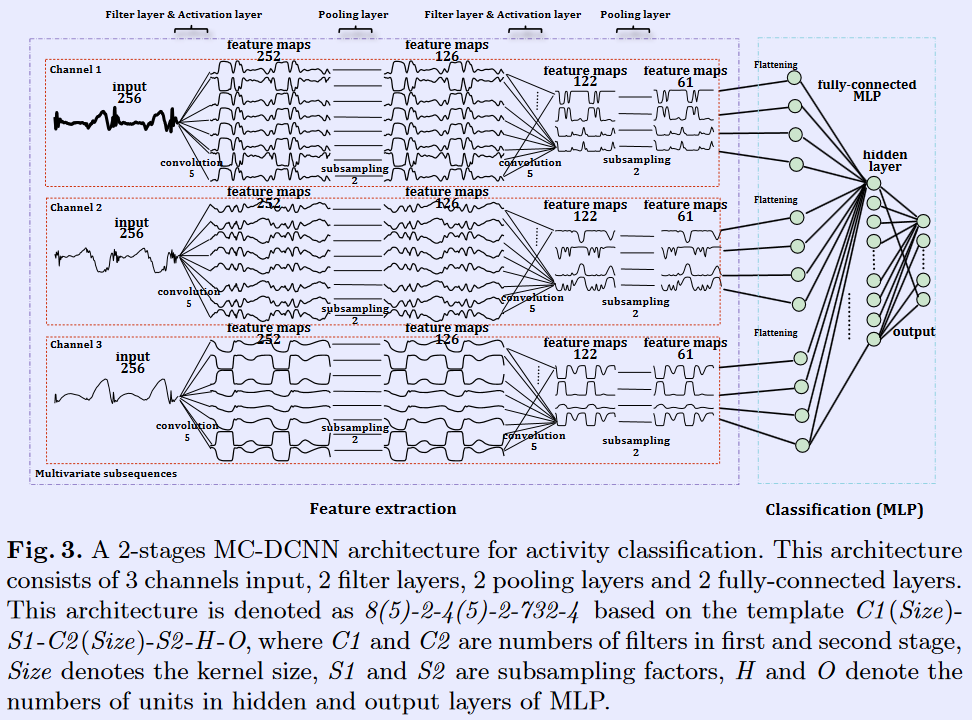 Filter layer & Activation layer
Pooling layer
Filter layer & Activation layer
Pooling layer
Channel 1
input
256
convolution
5
feature maps
252
subsampling
2
feature maps
126
convolution
5
feature maps
122
subsampling
2
feature maps
61
Channel 2
input
256
convolution
5
feature maps
252
subsampling
2
feature maps
126
convolution
5
feature maps
122
subsampling
2
feature maps
61
Channel 3
input
256
convolution
5
feature maps
252
subsampling
2
feature maps
126
convolution
5
feature maps
122
subsampling
2
feature maps
61
Multivariate subsequences
Flattening
Flattening
Flattening
fully-connected
MLP
hidden
layer
output
Feature extraction
Classification (MLP)
Fig. 3. A 2-stages MC-DCNN architecture for activity classification. This architecture
consists of 3 channels input, 2 filter layers, 2 pooling layers and 2 fully-connected layers.
This architecture is denoted as 8(5)-2-4(5)-2-732-4 based on the template C1(Size)-
S1-C2(Size)-S2-H-O, where C1 and C2 are numbers of filters in first and second stage,
Size denotes the kernel size, S1 and S2 are subsampling factors, H and O denote the
numbers of units in hidden and output layers of MLP.